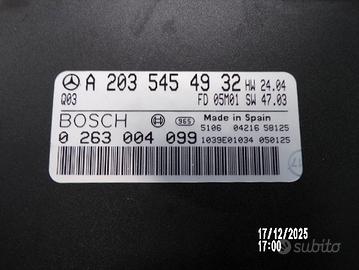 A 203 545 49 32 HW 24.04
Q03 FD 05M01 SW 47.03
BOSCH 965 Made in Spain
5106 04216 58125
0 263 004 099 1039E01034 050125
17/12/2025
17:00
subito